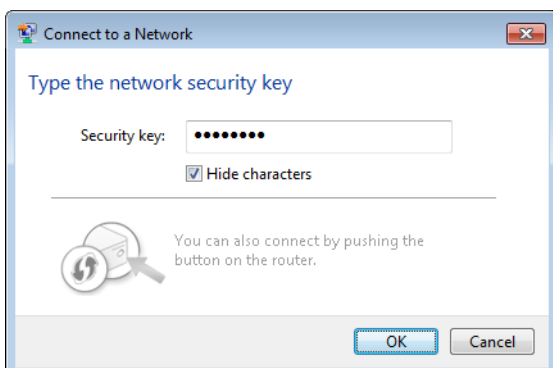 Connect to a Network
Type the network security key
Security key: ••••••••
Hide characters
You can also connect by pushing the
button on the router.
OK Cancel